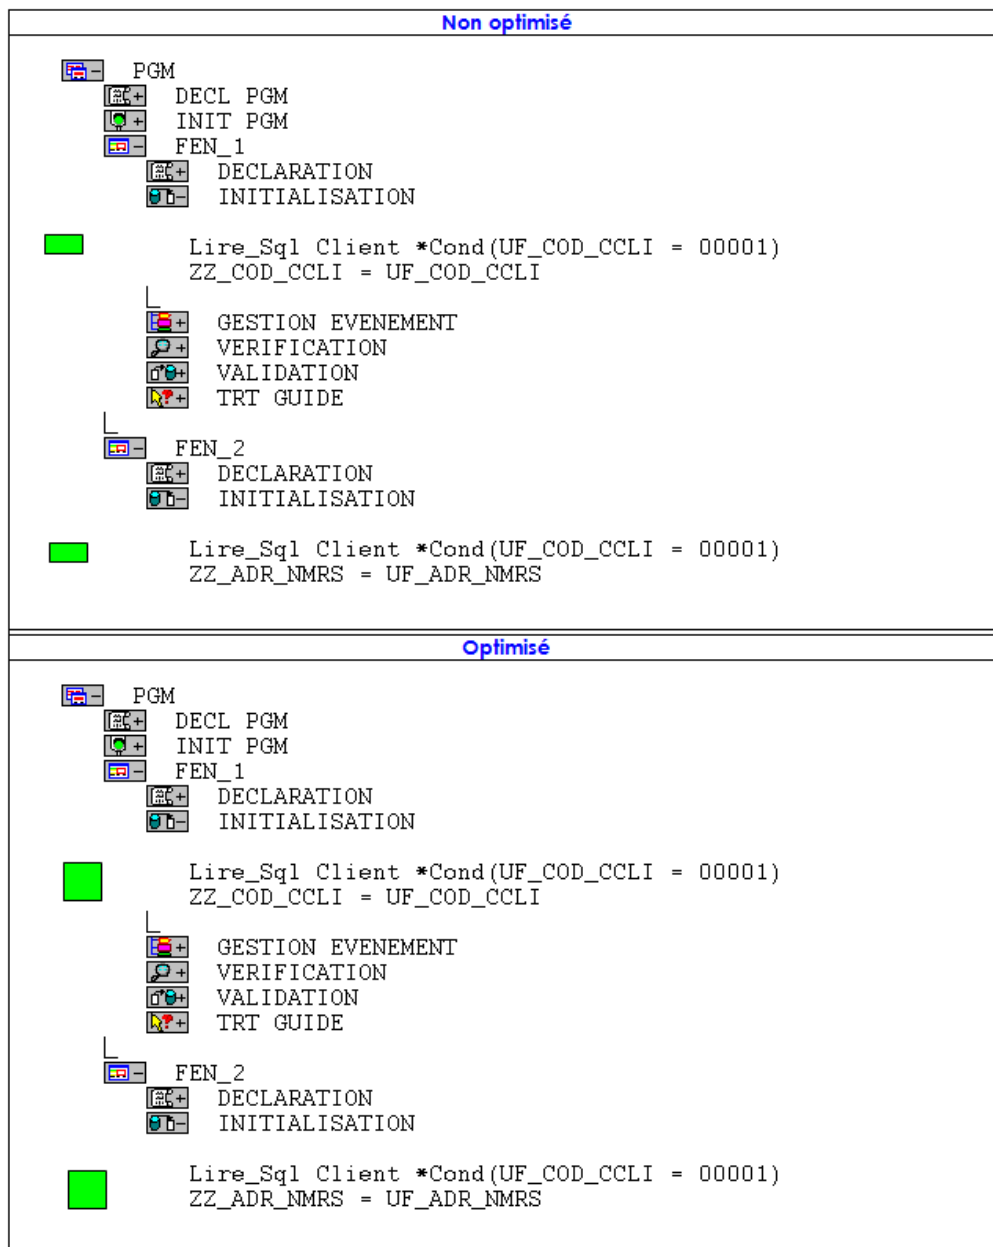 Non optimisé
PGM
DECL PGM
INIT PGM
FEN_1
DECLARATION
INITIALISATION
Lire_Sql Client *Cond(UF_COD_CCLI = 00001)
ZZ_COD_CCLI = UF_COD_CCLI
GESTION EVENEMENT
VERIFICATION
VALIDATION
TRT GUIDE
FEN_2
DECLARATION
INITIALISATION
Lire_Sql Client *Cond(UF_COD_CCLI = 00001)
ZZ_ADR_NMRS = UF_ADR_NMRS
Optimisé
PGM
DECL PGM
INIT PGM
FEN_1
DECLARATION
INITIALISATION
Lire_Sql Client *Cond(UF_COD_CCLI = 00001)
ZZ_COD_CCLI = UF_COD_CCLI
GESTION EVENEMENT
VERIFICATION
VALIDATION
TRT GUIDE
FEN_2
DECLARATION
INITIALISATION
Lire_Sql Client *Cond(UF_COD_CCLI = 00001)
ZZ_ADR_NMRS = UF_ADR_NMRS